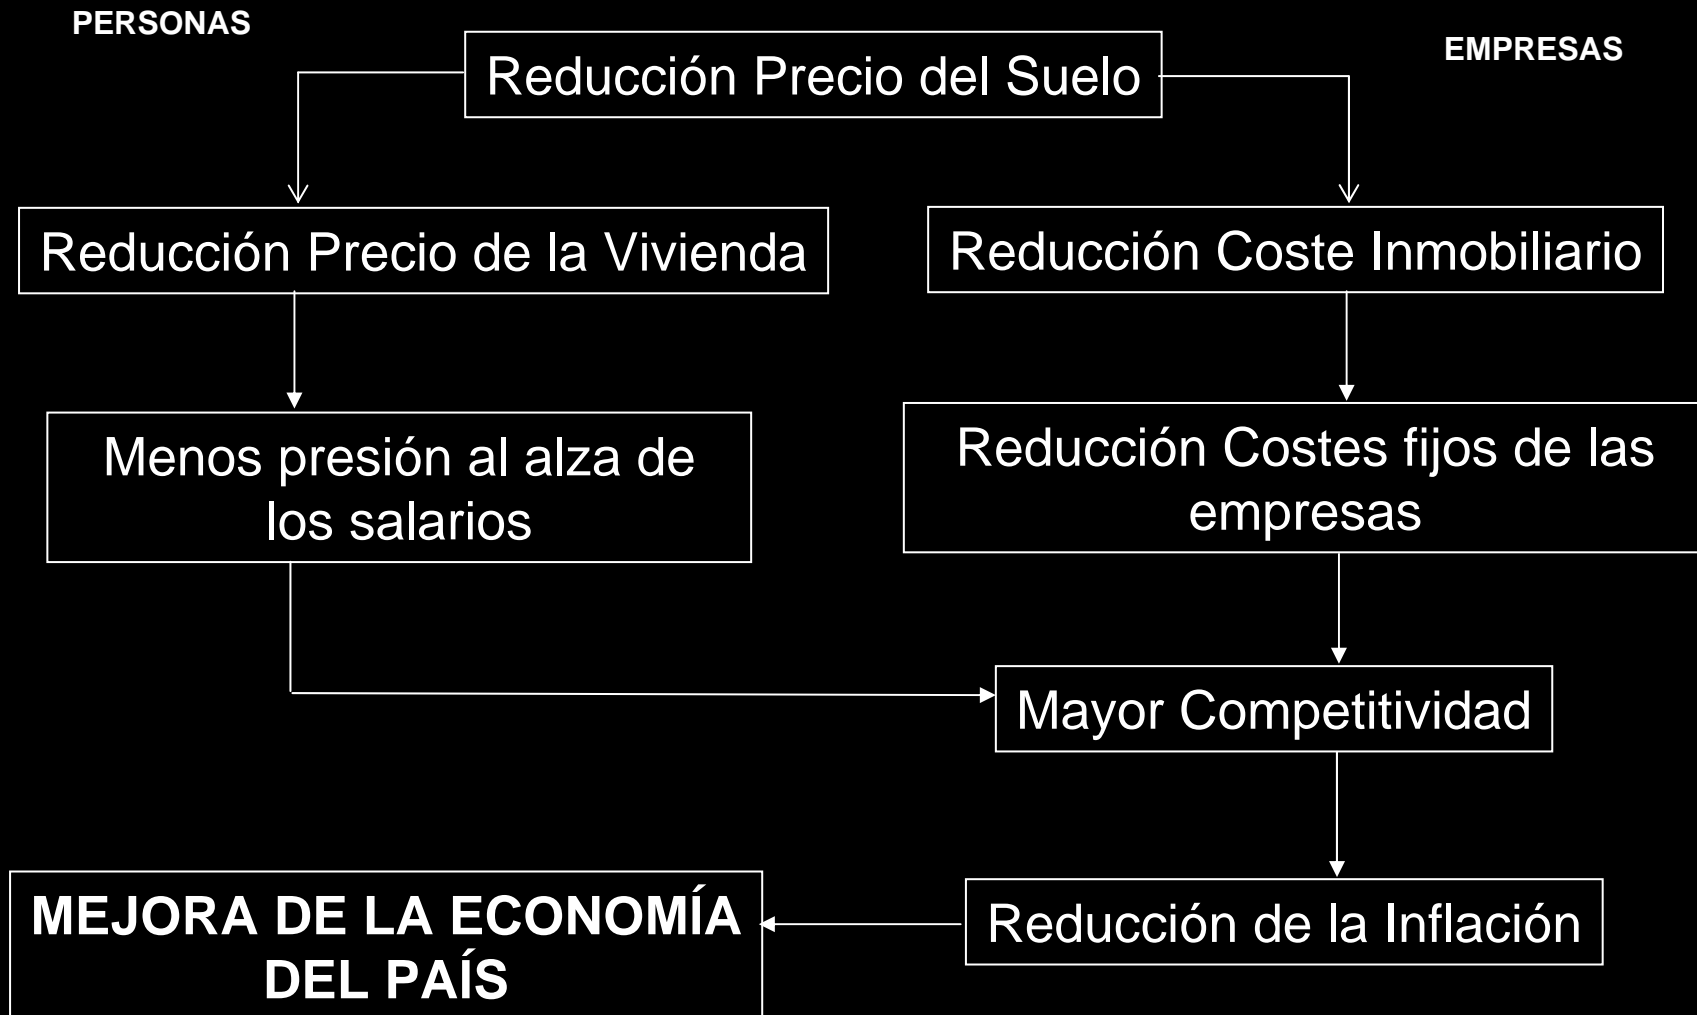 PERSONAS
EMPRESAS
Reducción Precio del Suelo
Reducción Precio de la Vivienda
Reducción Coste Inmobiliario
Menos presión al alza de
los salarios
Reducción Costes fijos de las
empresas
Mayor Competitividad
MEJORA DE LA ECONOMÍA
DEL PAÍS
Reducción de la Inflación